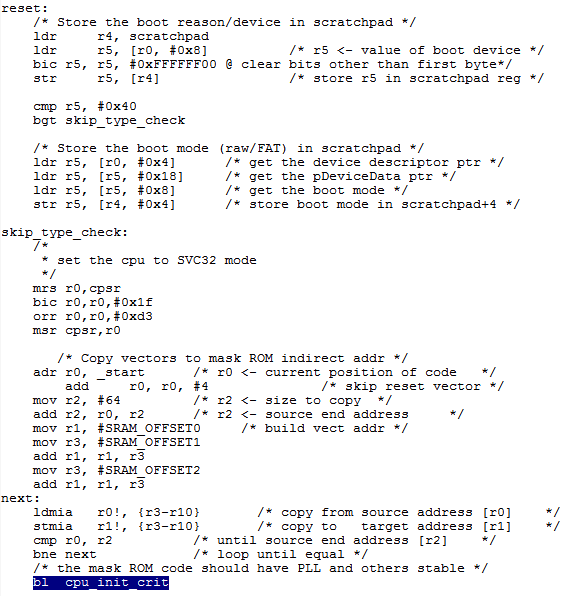 reset:
/* Store the boot reason/device in scratchpad */
ldr r4, scratchpad
ldr r5, [r0, #0x8] /* r5 <- value of boot device */
bic r5, r5, #0xFFFFFF00 @ clear bits other than first byte*/
str r5, [r4] /* store r5 in scratchpad reg */
cmp r5, #0x40
bgt skip_type_check
/* Store the boot mode (raw/FAT) in scratchpad */
ldr r5, [r0, #0x4] /* get the device descriptor ptr */
ldr r5, [r5, #0x18] /* get the pDeviceData ptr */
ldr r5, [r5, #0x8] /* get the boot mode */
str r5, [r4, #0x4] /* store boot mode in scratchpad+4 */
skip_type_check:
/*
* set the cpu to SVC32 mode
*/
mrs r0,cpsr
bic r0,r0,#0x1f
orr r0,r0,#0xd3
msr cpsr,r0
/* Copy vectors to mask ROM indirect addr */
adr r0, _start /* r0 <- current position of code */
add r0, r0, #4 /* skip reset vector */
mov r2, #64 /* r2 <- size to copy */
add r2, r0, r2 /* r2 <- source end address */
mov r1, #SRAM_OFFSET0 /* build vect addr */
mov r3, #SRAM_OFFSET1
add r1, r1, r3
mov r3, #SRAM_OFFSET2
add r1, r1, r3
next:
ldmia r0!, {r3-r10} /* copy from source address [r0] */
stmia r1!, {r3-r10} /* copy to target address [r1] */
cmp r0, r2 /* until source end address [r2] */
bne next /* loop until equal */
/* the mask ROM code should have PLL and others stable */
bl cpu_init_crit